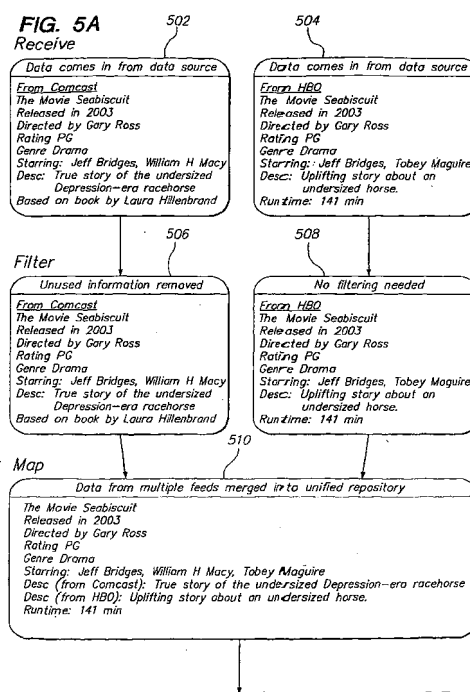 FIG. 5A
Receive
502
Data comes in from data source
From Comcast
The Movie Seabiscuit
Released in 2003
Directed by Gary Ross
Rating PG
Genre Drama
Starring: Jeff Bridges, William H Macy
Desc: True story of the undersized
Depression-era racehorse
Based on book by Laura Hillenbrand
504
Data comes in from data source
From HBO
The Movie Seabiscuit
Released in 2003
Directed by Gary Ross
Rating PG
Genre Drama
Starring: Jeff Bridges, Tobey Maguire
Desc: Uplifting story about an
undersized horse.
Runtime: 141 min
Filter
506
Unused information removed
From Comcast
The Movie Seabiscuit
Released in 2003
Directed by Gary Ross
Rating PG
Genre Drama
Starring: Jeff Bridges, William H Macy
Desc: True story of the undersized
Depression-era racehorse
Based on book by Laura Hillenbrand
508
No filtering needed
From HBO
The Movie Seabiscuit
Released in 2003
Directed by Gary Ross
Rating PG
Genre Drama
Starring: Jeff Bridges, Tobey Maguire
Desc: Uplifting story about an
undersized horse.
Runtime: 141 min
Map
510
Data from multiple feeds merged in to unified repository
The Movie Seabiscuit
Released in 2003
Directed by Gary Ross
Rating PG
Genre Drama
Starring: Jeff Bridges, William H Macy, Tobey Maguire
Desc (from Comcast): True story of the undersized Depression-era racehorse
Desc (from HBO): Uplifting story about an undersized horse.
Runtime: 141 min